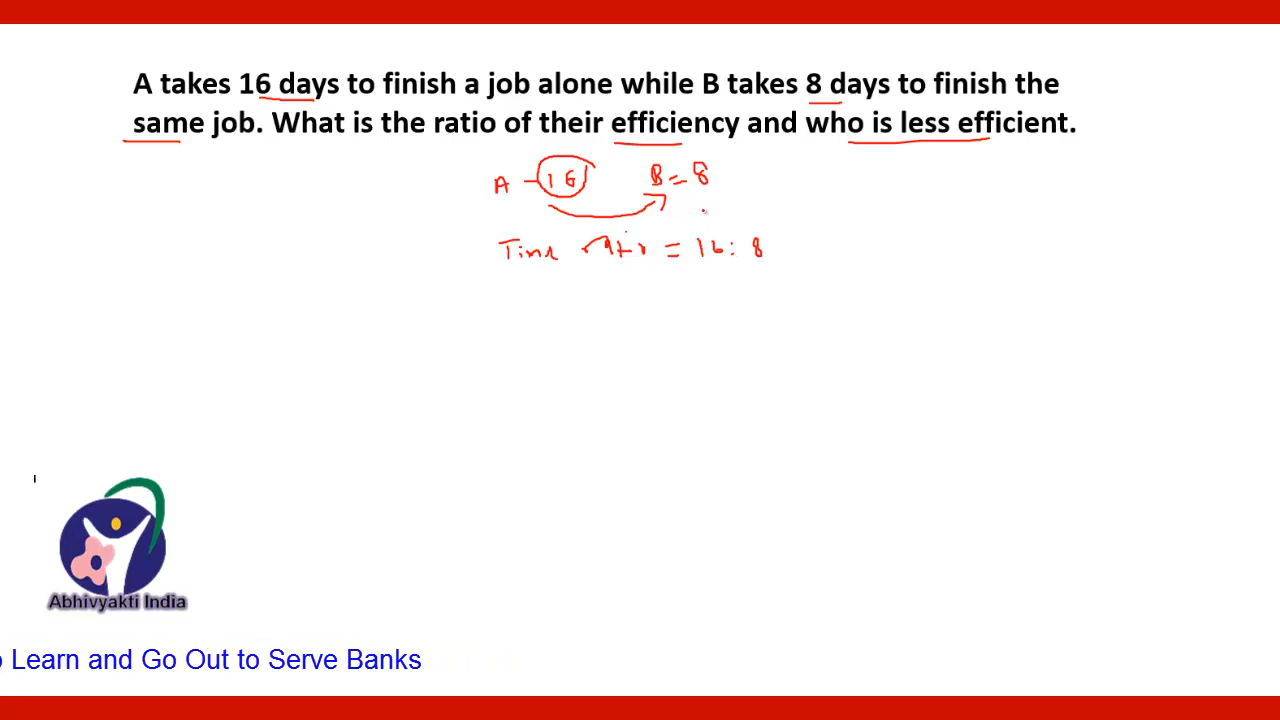 A takes 16 days to finish a job alone while B takes 8 days to finish the
same job. What is the ratio of their efficiency and who is less efficient.
A - 16 B = 8
Time ratio = 16 : 8
Abhivyakti India
Learn and Go Out to Serve Banks